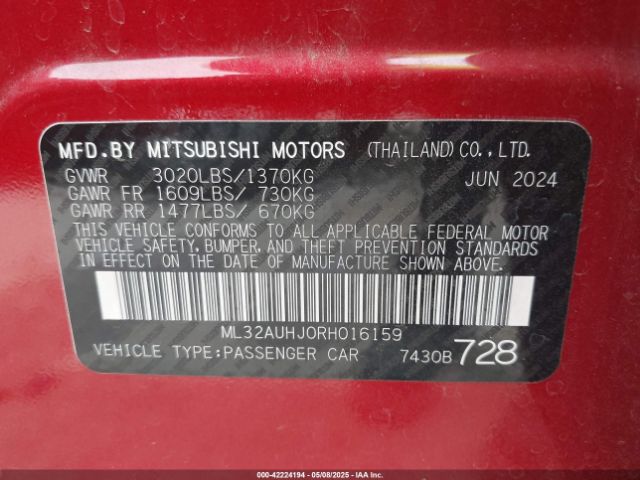 MFD.BY MITSUBISHI MOTORS (THAILAND)CO.,LTD.
GVWR 3020LBS/1370KG JUN 2024
GAWR FR 1609LBS/ 730KG
GAWR RR 1477LBS/ 670KG
THIS VEHICLE CONFORMS TO ALL APPLICABLE FEDERAL MOTOR
VEHICLE SAFETY, BUMPER, AND THEFT PREVENTION STANDARDS
IN EFFECT ON THE DATE OF MANUFACTURE SHOWN ABOVE.
ML32AUHJ0RH016159
VEHICLE TYPE:PASSENGER CAR 7430B 728
000-42224194 - 05/08/2025 - IAAI.COM